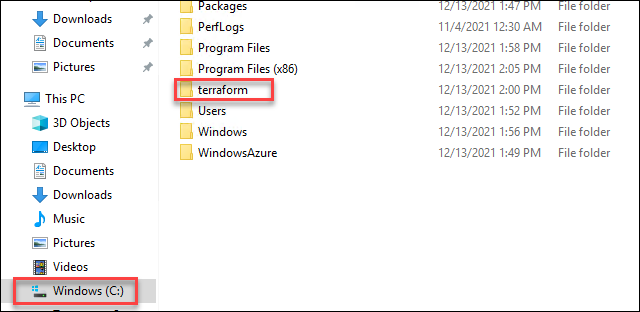 Downloads
Documents
Pictures
This PC
3D Objects
Desktop
Documents
Downloads
Music
Pictures
Videos
Windows (C:)
Packages 12/13/2021 1:47 PM File folder
PerfLogs 11/4/2021 12:30 AM File folder
Program Files 12/13/2021 1:58 PM File folder
Program Files (x86) 12/13/2021 2:05 PM File folder
terraform 12/13/2021 2:00 PM File folder
Users 12/13/2021 1:52 PM File folder
Windows 12/13/2021 1:56 PM File folder
WindowsAzure 12/13/2021 1:49 PM File folder